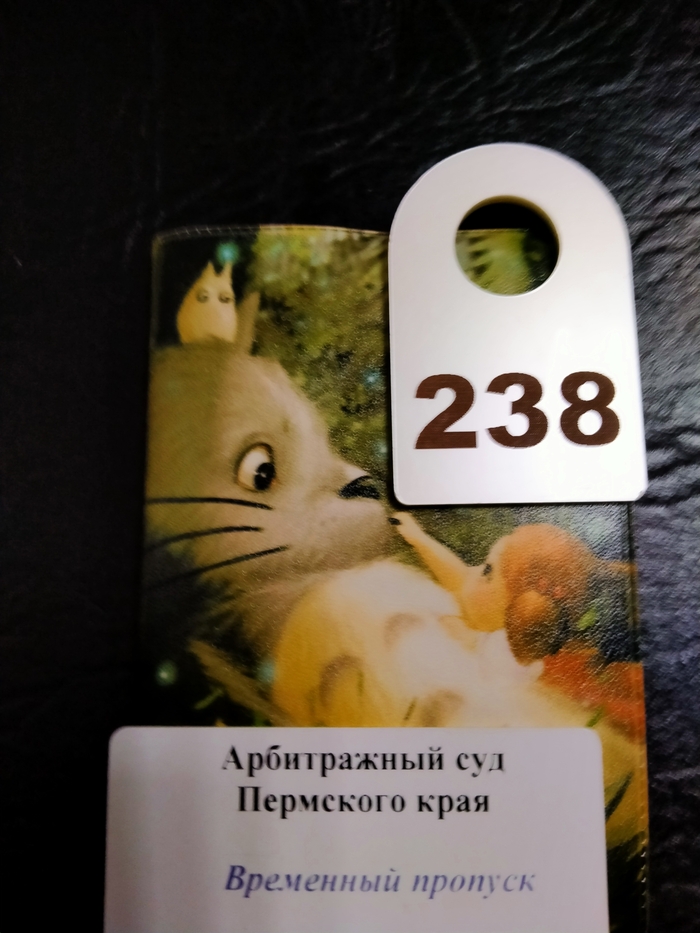 238
Арбитражный суд
Пермского края
Временный пропуск